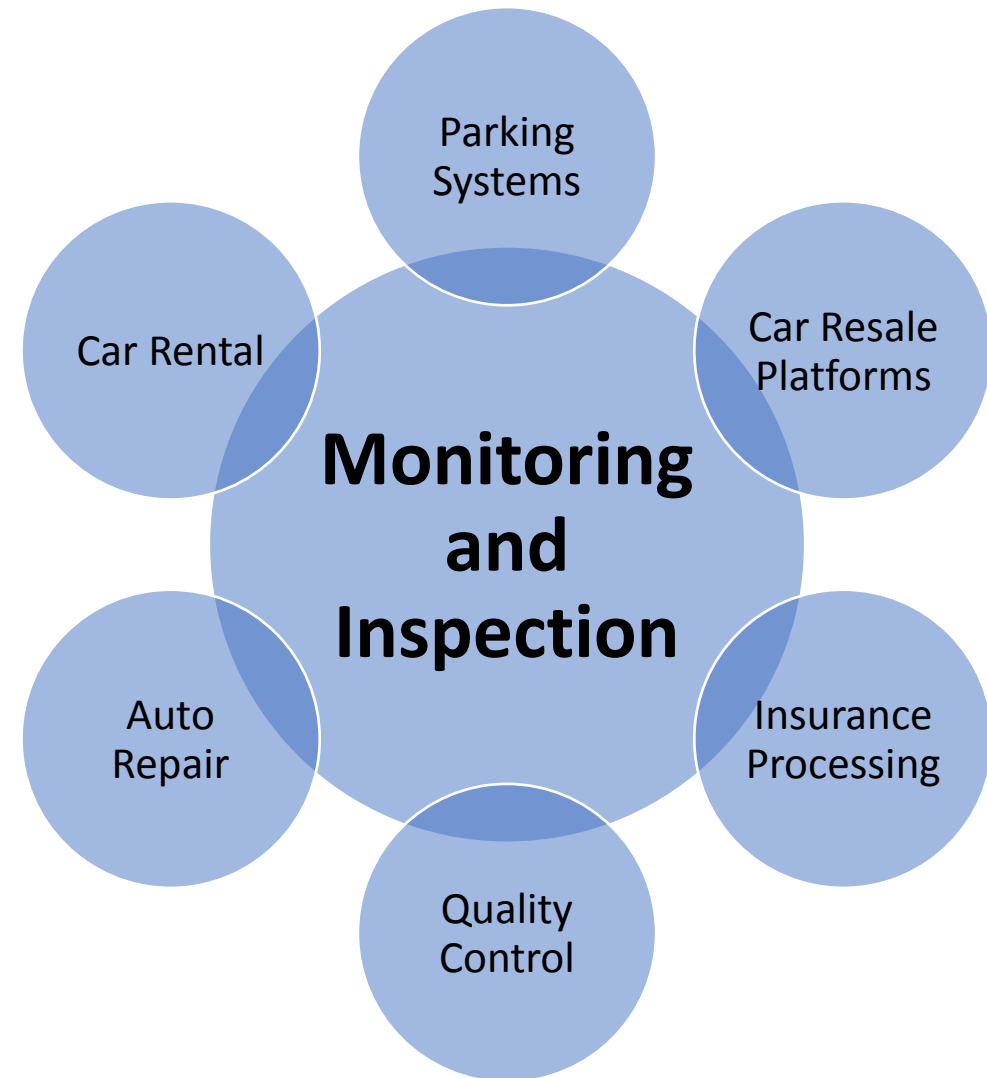 Parking
Systems
Car Rental
Car Resale
Platforms
Monitoring
and
Inspection
Auto
Repair
Insurance
Processing
Quality
Control